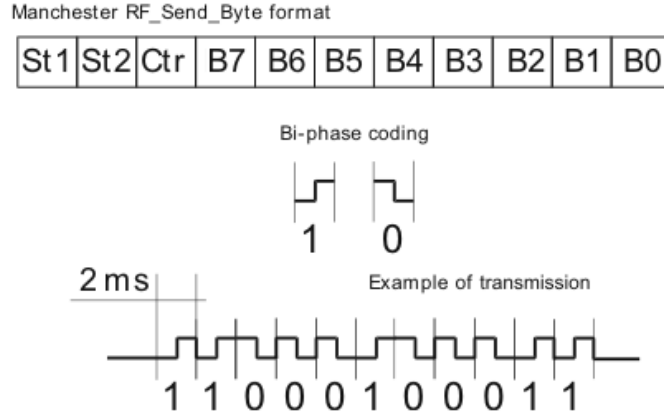 Manchester RF_Send_Byte format
St1 St2 Ctr B7 B6 B5 B4 B3 B2 B1 B0
Bi-phase coding
1 0
2 ms
Example of transmission
1 1 0 0 0 1 0 0 0 1 1